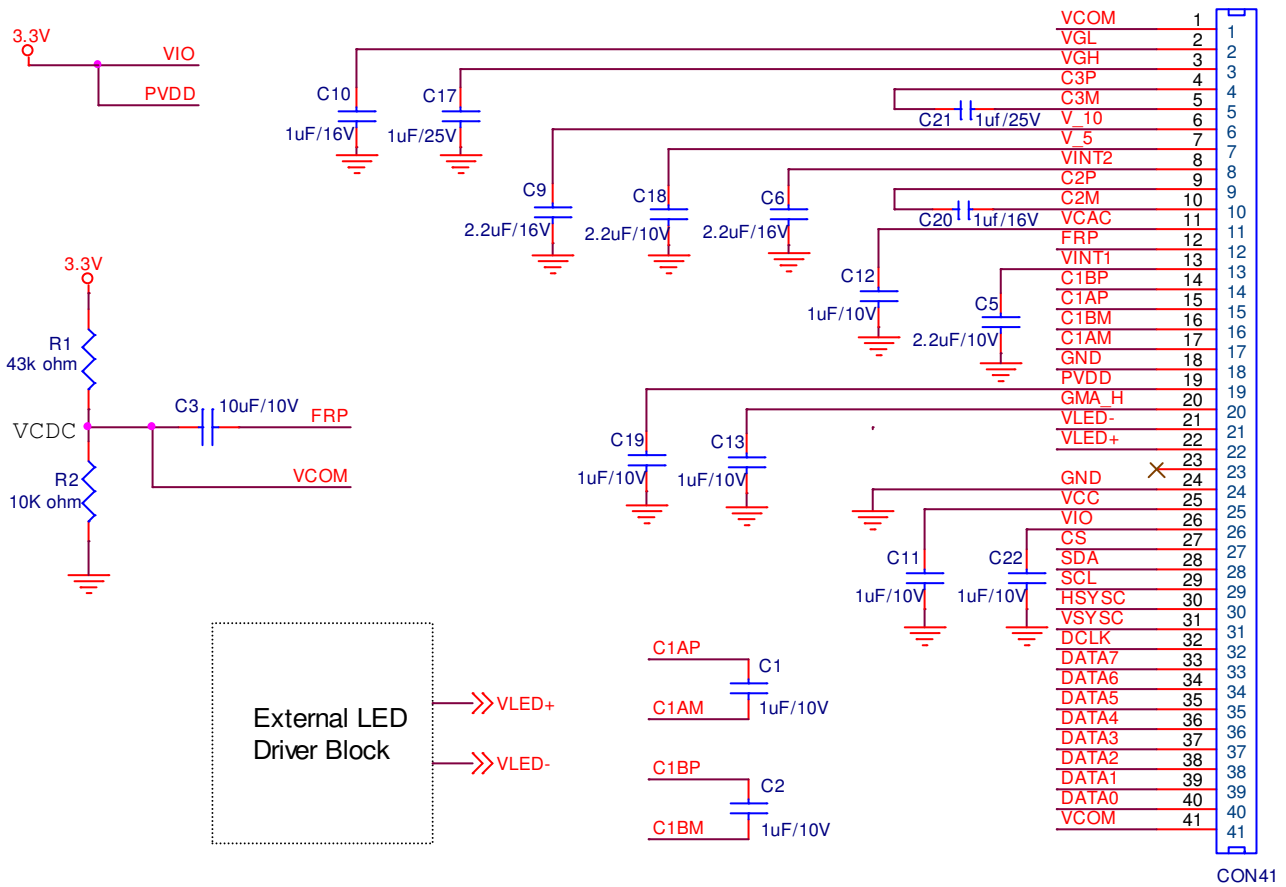 3.3V
VIO
PVDD
C10
1uF/16V
C17
1uF/25V
C9
2.2uF/16V
C18
2.2uF/10V
C6
2.2uF/16V
C21 1uf/25V
C20 1uf/16V
C12
1uF/10V
C5
2.2uF/10V
3.3V
R1
43k ohm
VCDC
C3 10uF/10V
FRP
VCOM
R2
10K ohm
C19
1uF/10V
C13
1uF/10V
C11
1uF/10V
C22
1uF/10V
External LED
Driver Block
VLED+
VLED-
C1AP
C1
C1AM
1uF/10V
C1BP
C2
C1BM
1uF/10V
VCOM 1 1
VGL 2 2
VGH 3 3
C3P 4 4
C3M 5 5
V_10 6 6
V_5 7 7
VINT2 8 8
C2P 9 9
C2M 10 10
VCAC 11 11
FRP 12 12
VINT1 13 13
C1BP 14 14
C1AP 15 15
C1BM 16 16
C1AM 17 17
GND 18 18
PVDD 19 19
GMA_H 20 20
VLED- 21 21
VLED+ 22 22
23 23
GND 24 24
VCC 25 25
VIO 26 26
CS 27 27
SDA 28 28
SCL 29 29
HSYSC 30 30
VSYSC 31 31
DCLK 32 32
DATA7 33 33
DATA6 34 34
DATA5 35 35
DATA4 36 36
DATA3 37 37
DATA2 38 38
DATA1 39 39
DATA0 40 40
VCOM 41 41
CON41